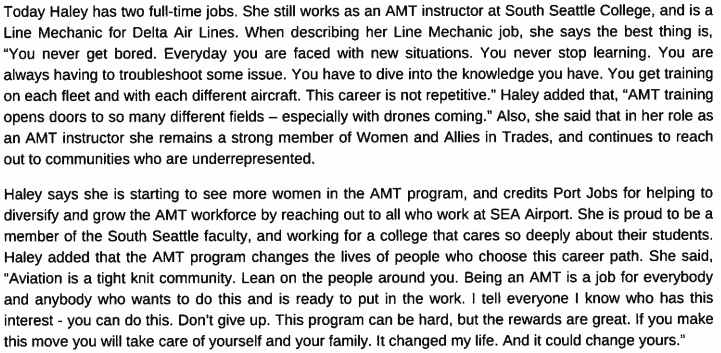 Today Haley has two full-time jobs. She still works as an AMT instructor at South Seattle College, and is a
Line Mechanic for Delta Air Lines. When describing her Line Mechanic job, she says the best thing is,
“You never get bored. Everyday you are faced with new situations. You never stop learning. You are
always having to troubleshoot some issue. You have to dive into the knowledge you have. You get training
on each fleet and with each different aircraft. This career is not repetitive.” Haley added that, “AMT training
opens doors to so many different fields – especially with drones coming.” Also, she said that in her role as
an AMT instructor she remains a strong member of Women and Allies in Trades, and continues to reach
out to communities who are underrepresented.
Haley says she is starting to see more women in the AMT program, and credits Port Jobs for helping to
diversify and grow the AMT workforce by reaching out to all who work at SEA Airport. She is proud to be a
member of the South Seattle faculty, and working for a college that cares so deeply about their students.
Haley added that the AMT program changes the lives of people who choose this career path. She said,
"Aviation is a tight knit community. Lean on the people around you. Being an AMT is a job for everybody
and anybody who wants to do this and is ready to put in the work. I tell everyone I know who has this
interest - you can do this. Don’t give up. This program can be hard, but the rewards are great. If you make
this move you will take care of yourself and your family. It changed my life. And it could change yours.”